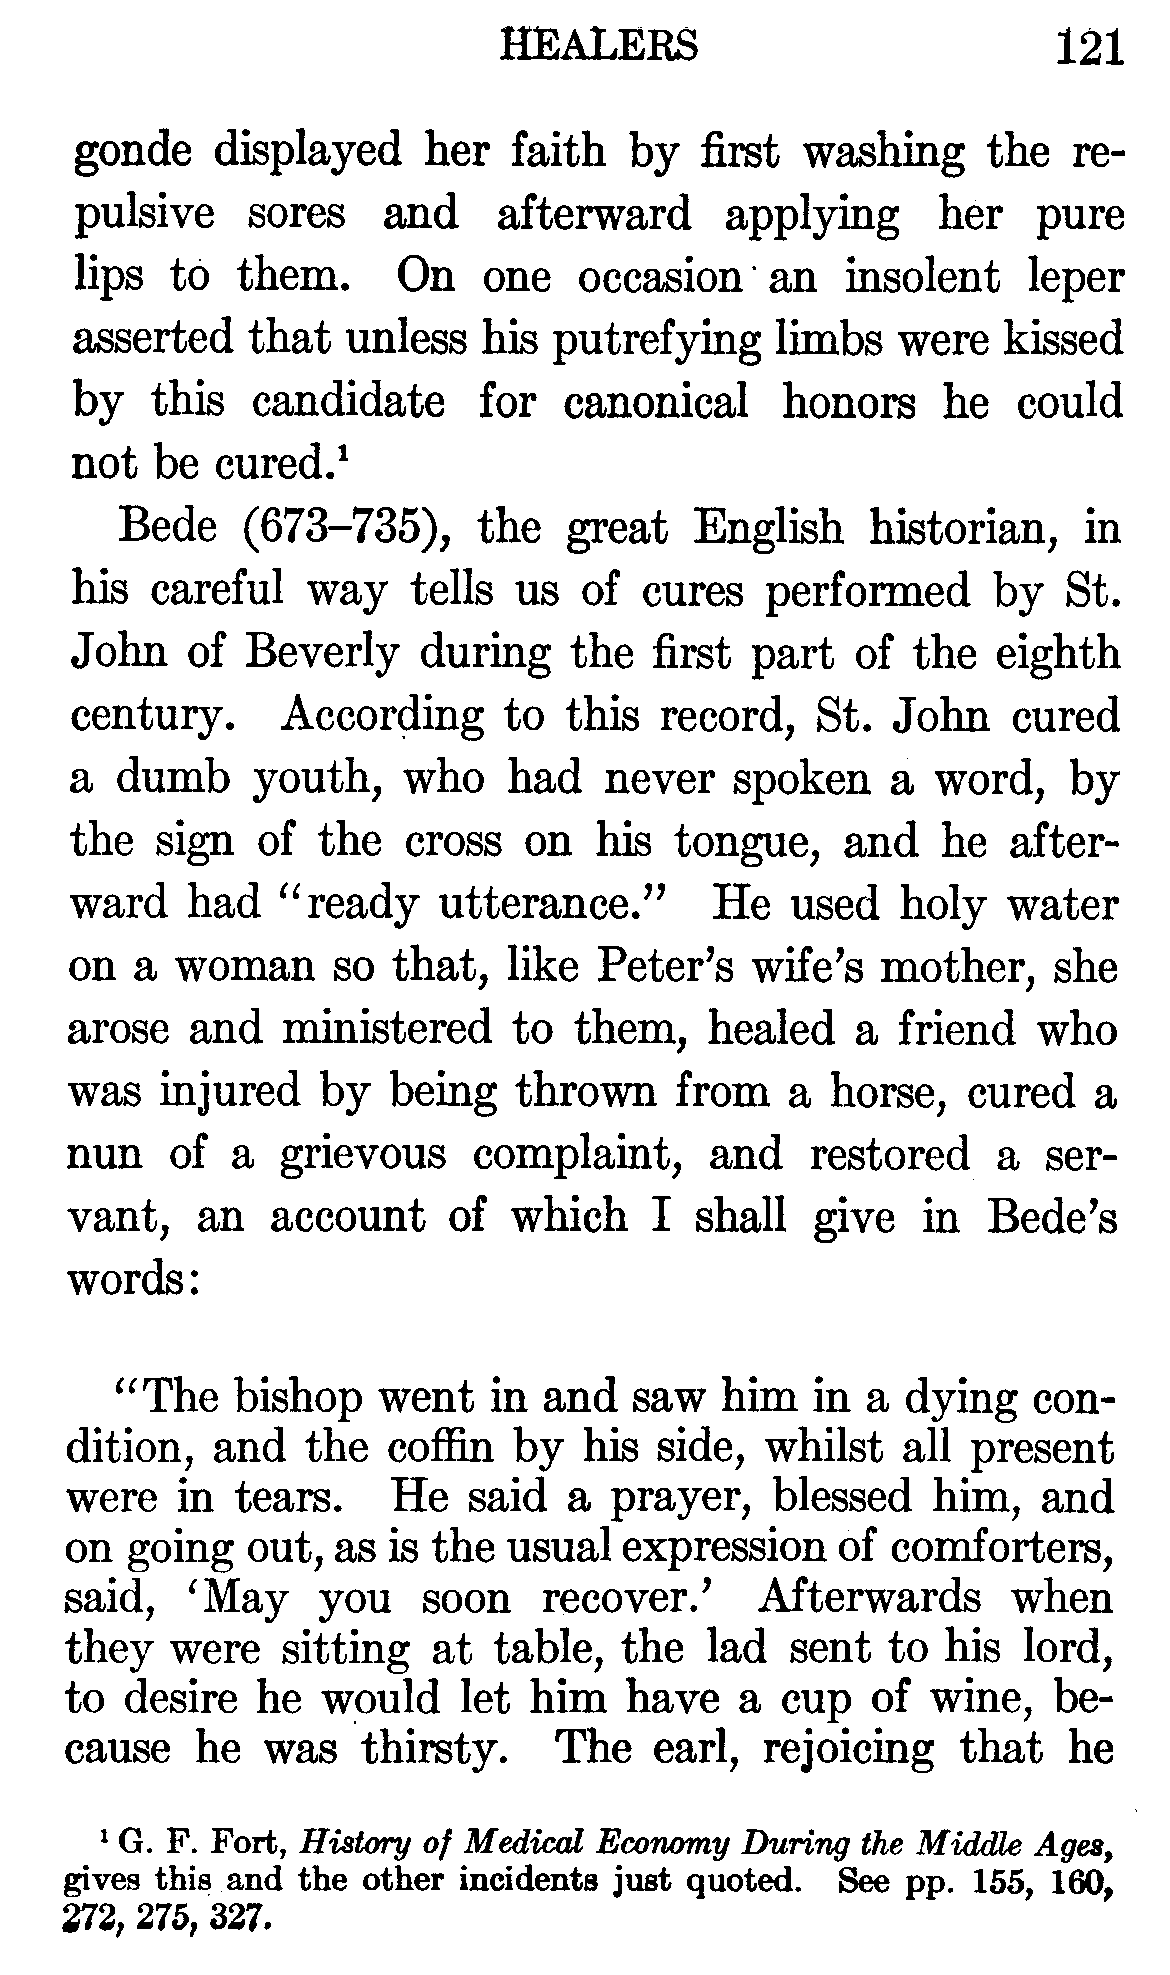 HEALERS 121
gonde displayed her faith by first washing the re-
pulsive sores and afterward applying her pure
lips to them. On one occasion an insolent leper
asserted that unless his putrefying limbs were kissed
by this candidate for canonical honors he could
not be cured.¹
Bede (673–735), the great English historian, in
his careful way tells us of cures performed by St.
John of Beverly during the first part of the eighth
century. According to this record, St. John cured
a dumb youth, who had never spoken a word, by
the sign of the cross on his tongue, and he after-
ward had “ready utterance.” He used holy water
on a woman so that, like Peter’s wife’s mother, she
arose and ministered to them, healed a friend who
was injured by being thrown from a horse, cured a
nun of a grievous complaint, and restored a ser-
vant, an account of which I shall give in Bede’s
words:
“The bishop went in and saw him in a dying con-
dition, and the coffin by his side, whilst all present
were in tears. He said a prayer, blessed him, and
on going out, as is the usual expression of comforters,
said, ‘May you soon recover.’ Afterwards when
they were sitting at table, the lad sent to his lord,
to desire he would let him have a cup of wine, be-
cause he was thirsty. The earl, rejoicing that he
¹ G. F. Fort, History of Medical Economy During the Middle Ages,
gives this and the other incidents just quoted. See pp. 155, 160,
272, 275, 327.